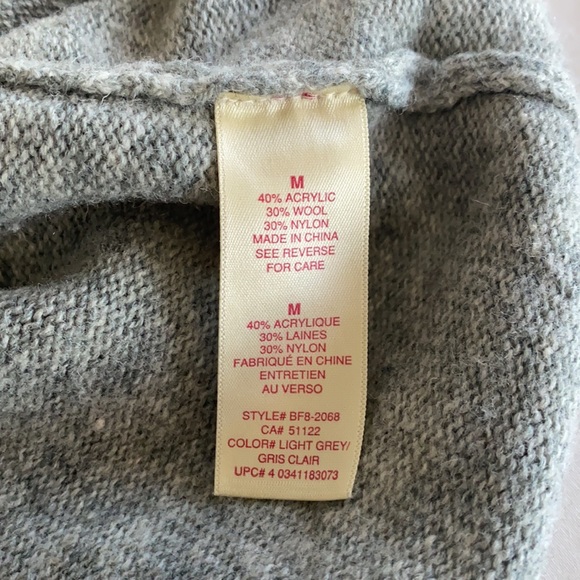 M
40% ACRYLIC
30% WOOL
30% NYLON
MADE IN CHINA
SEE REVERSE
FOR CARE
M
40% ACRYLIQUE
30% LAINES
30% NYLON
FABRIQUÉ EN CHINE
ENTRETIEN
AU VERSO
STYLE# BF8-2068
CA# 51122
COLOR# LIGHT GREY/
GRIS CLAIR
UPC# 4 0341183073